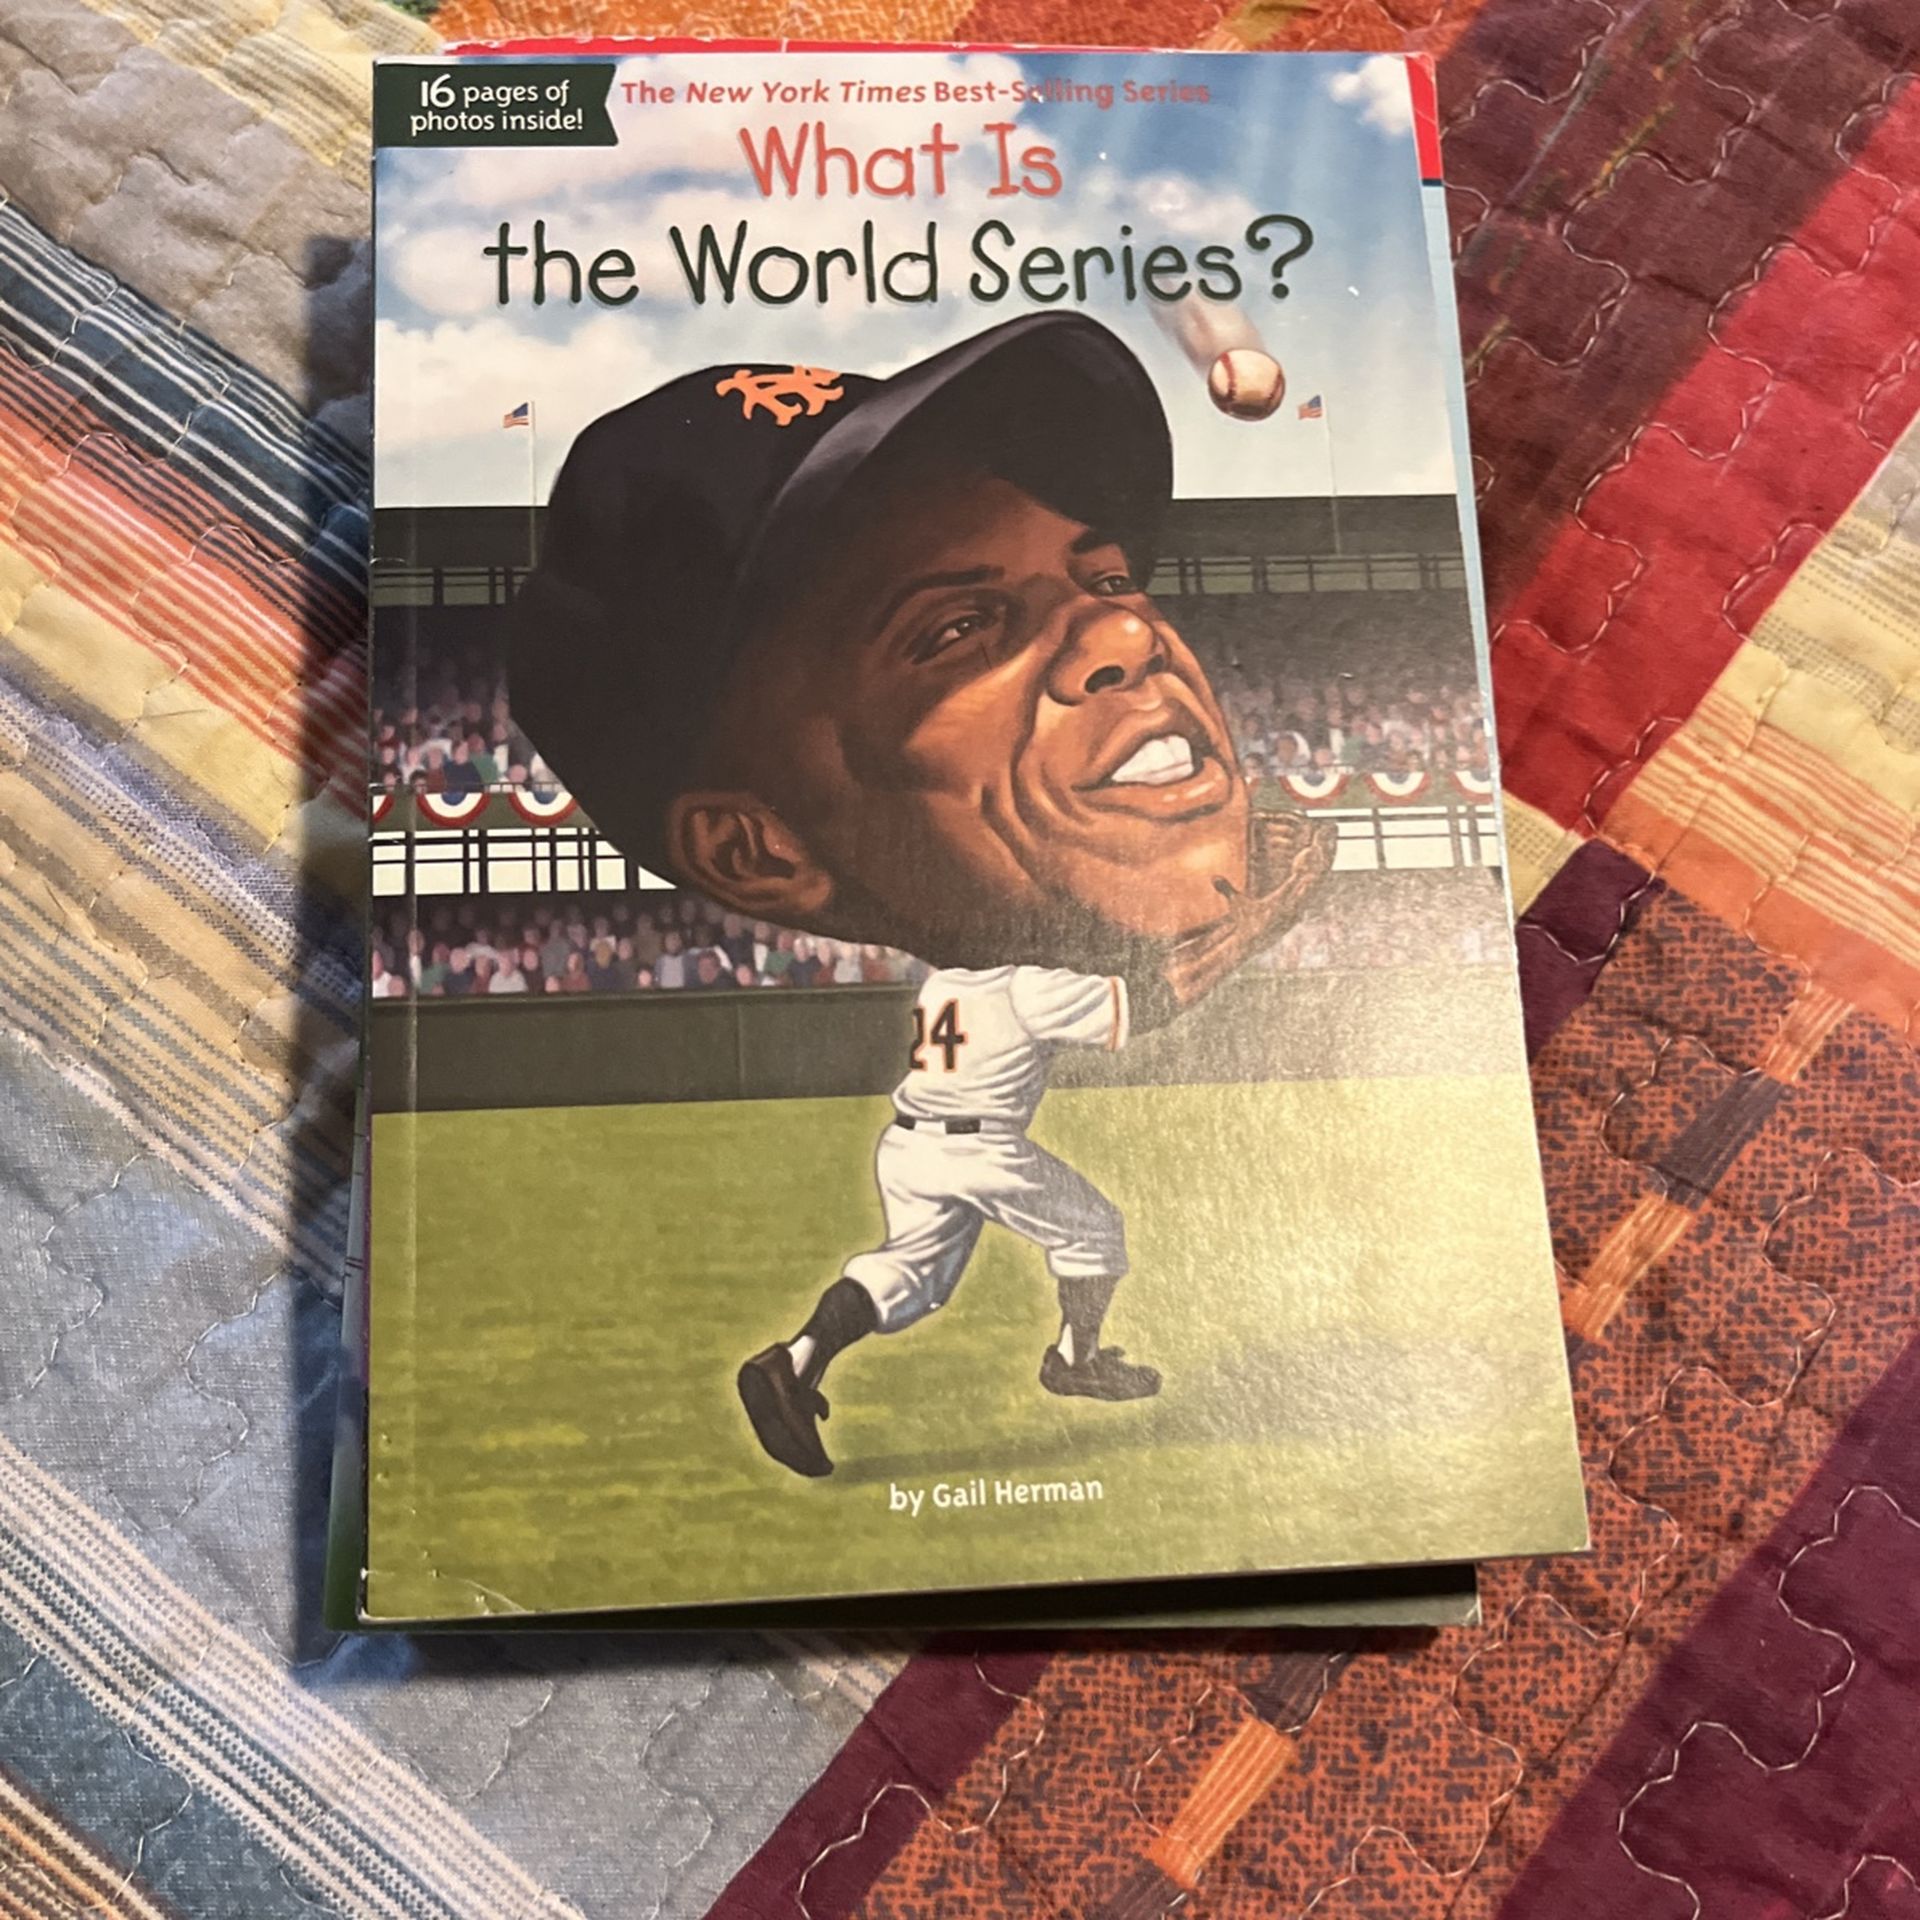 16 pages of
photos inside!
The New York Times Best-Selling Series
What Is
the World Series?
NY
24
by Gail Herman